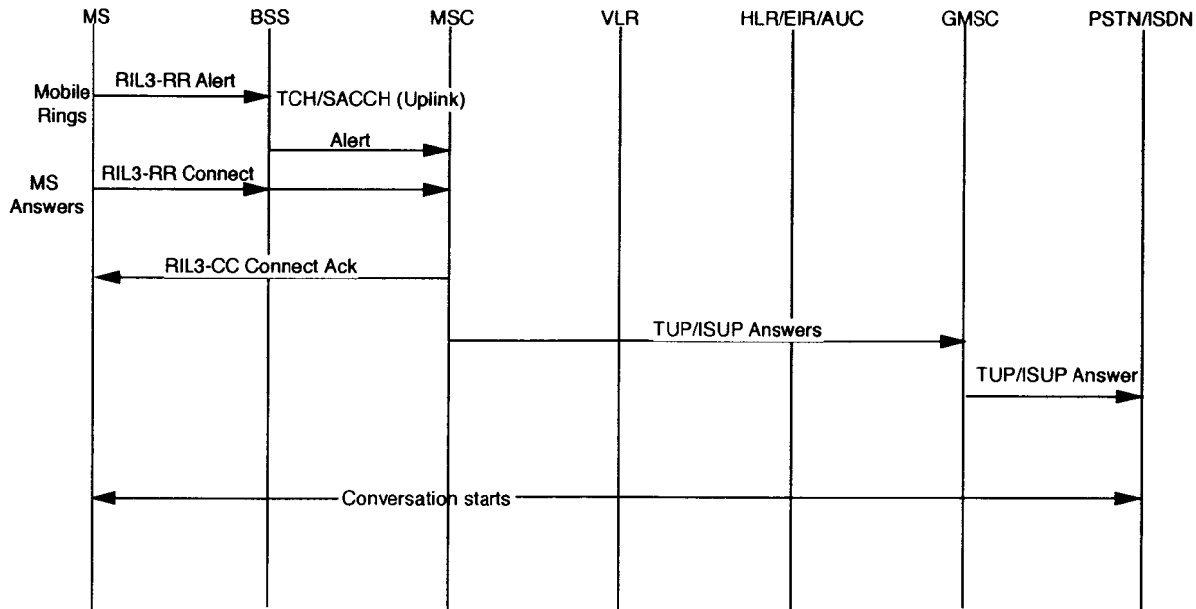 MS BSS MSC VLR HLR/EIR/AUC GMSC PSTN/ISDN
RIL3-RR Alert
Mobile
Rings
TCH/SACCH (Uplink)
Alert
RIL3-RR Connect
MS
Answers
RIL3-CC Connect Ack
TUP/ISUP Answers
TUP/ISUP Answer
Conversation starts